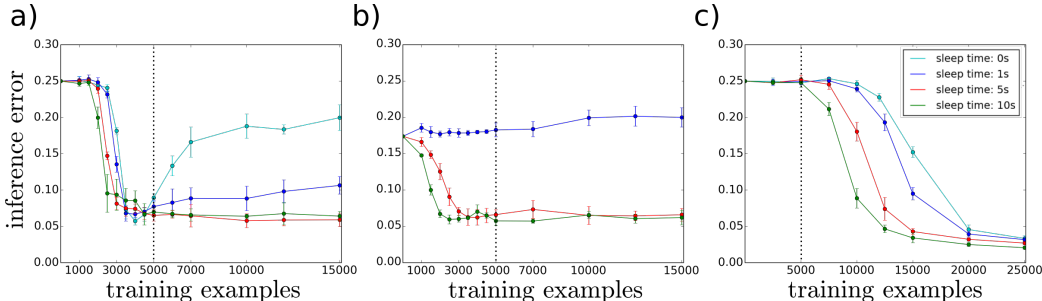 a)
b)
c)
inference error
0.30
0.25
0.20
0.15
0.10
0.05
0.00
1000 3000 5000 7000 10000 15000
training examples
0.30
0.25
0.20
0.15
0.10
0.05
0.00
1000 3000 5000 7000 10000 15000
training examples
0.30
0.25
0.20
0.15
0.10
0.05
0.00
sleep time: 0s
sleep time: 1s
sleep time: 5s
sleep time: 10s
5000 10000 15000 20000 25000
training examples